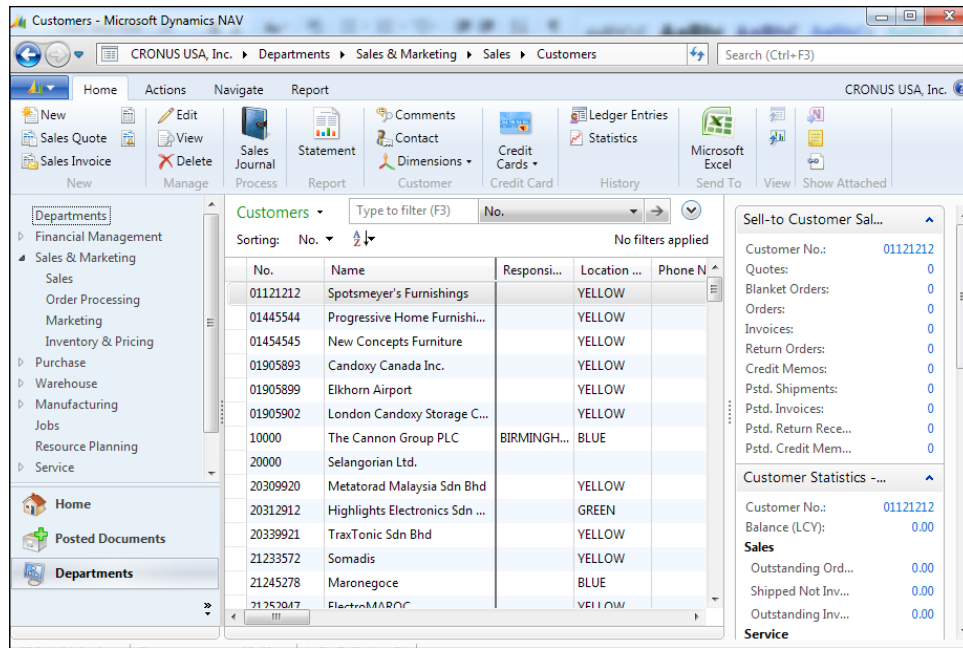 Customers - Microsoft Dynamics NAV
CRONUS USA, Inc. Departments Sales & Marketing Sales Customers Search (Ctrl+F3)
Home Actions Navigate Report CRONUS USA, Inc.
New Edit Comments Ledger Entries
Sales Quote View Contact Statistics
Sales Invoice Delete Sales Journal Statement Dimensions Credit Cards Microsoft Excel
New Manage Process Report Customer Credit Card History Send To View Show Attached
Departments
Financial Management
Sales & Marketing
Sales
Order Processing
Marketing
Inventory & Pricing
Purchase
Warehouse
Manufacturing
Jobs
Resource Planning
Service
Home
Posted Documents
Departments
Customers Type to filter (F3) No.
Sorting: No. No filters applied
No. Name Responsi... Location ... Phone N
01121212 Spotsmeyer's Furnishings YELLOW
01445544 Progressive Home Furnishi... YELLOW
01454545 New Concepts Furniture YELLOW
01905893 Candoxy Canada Inc. YELLOW
01905899 Elkhorn Airport YELLOW
01905902 London Candoxy Storage C... YELLOW
10000 The Cannon Group PLC BIRMINGH... BLUE
20000 Selangorian Ltd.
20309920 Metatorad Malaysia Sdn Bhd YELLOW
20312912 Highlights Electronics Sdn ... GREEN
20339921 TraxTonic Sdn Bhd YELLOW
21233572 Somadis YELLOW
21245278 Maronegoce BLUE
21252947 ElectroMAROC YELLOW
Sell-to Customer Sal...
Customer No.: 01121212
Quotes: 0
Blanket Orders: 0
Orders: 0
Invoices: 0
Return Orders: 0
Credit Memos: 0
Pstd. Shipments: 0
Pstd. Invoices: 0
Pstd. Return Rece... 0
Pstd. Credit Mem... 0
Customer Statistics -...
Customer No.: 01121212
Balance (LCY): 0.00
Sales
Outstanding Ord... 0.00
Shipped Not Inv... 0.00
Outstanding Inv... 0.00
Service